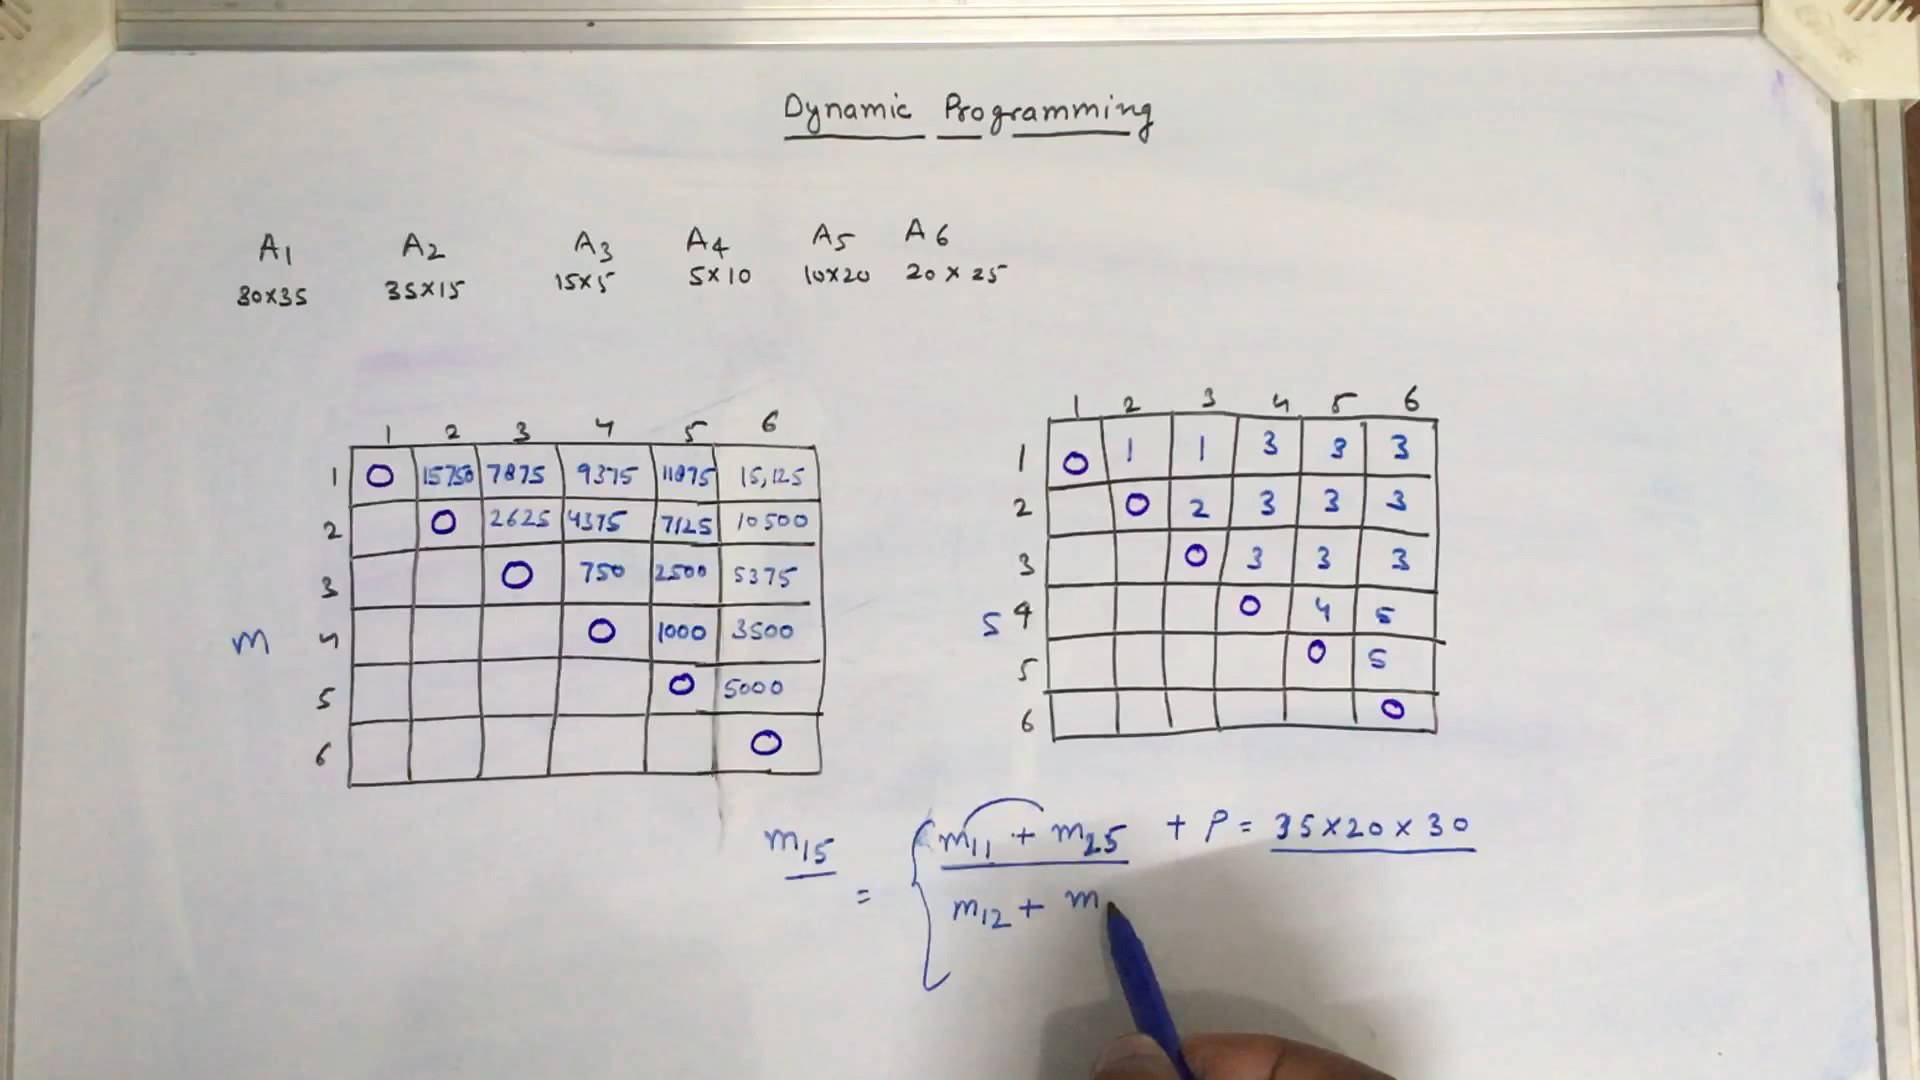 Dynamic Programming
A1 A2 A3 A4 A5 A6
30x35 35x15 15x5 5x10 10x20 20x25
1 2 3 4 5 6
1 0 15750 7875 9375 11875 15,125
2 0 2625 4375 7125 10500
3 0 750 2500 5375
m 4 0 1000 3500
5 0 5000
6 0
1 2 3 4 5 6
1 0 1 1 3 3 3
2 0 2 3 3 3
3 0 3 3 3
S 4 0 4 5
5 0 5
6 0
m15 = { m11 + m25 + P = 35x20x30
m12 + m